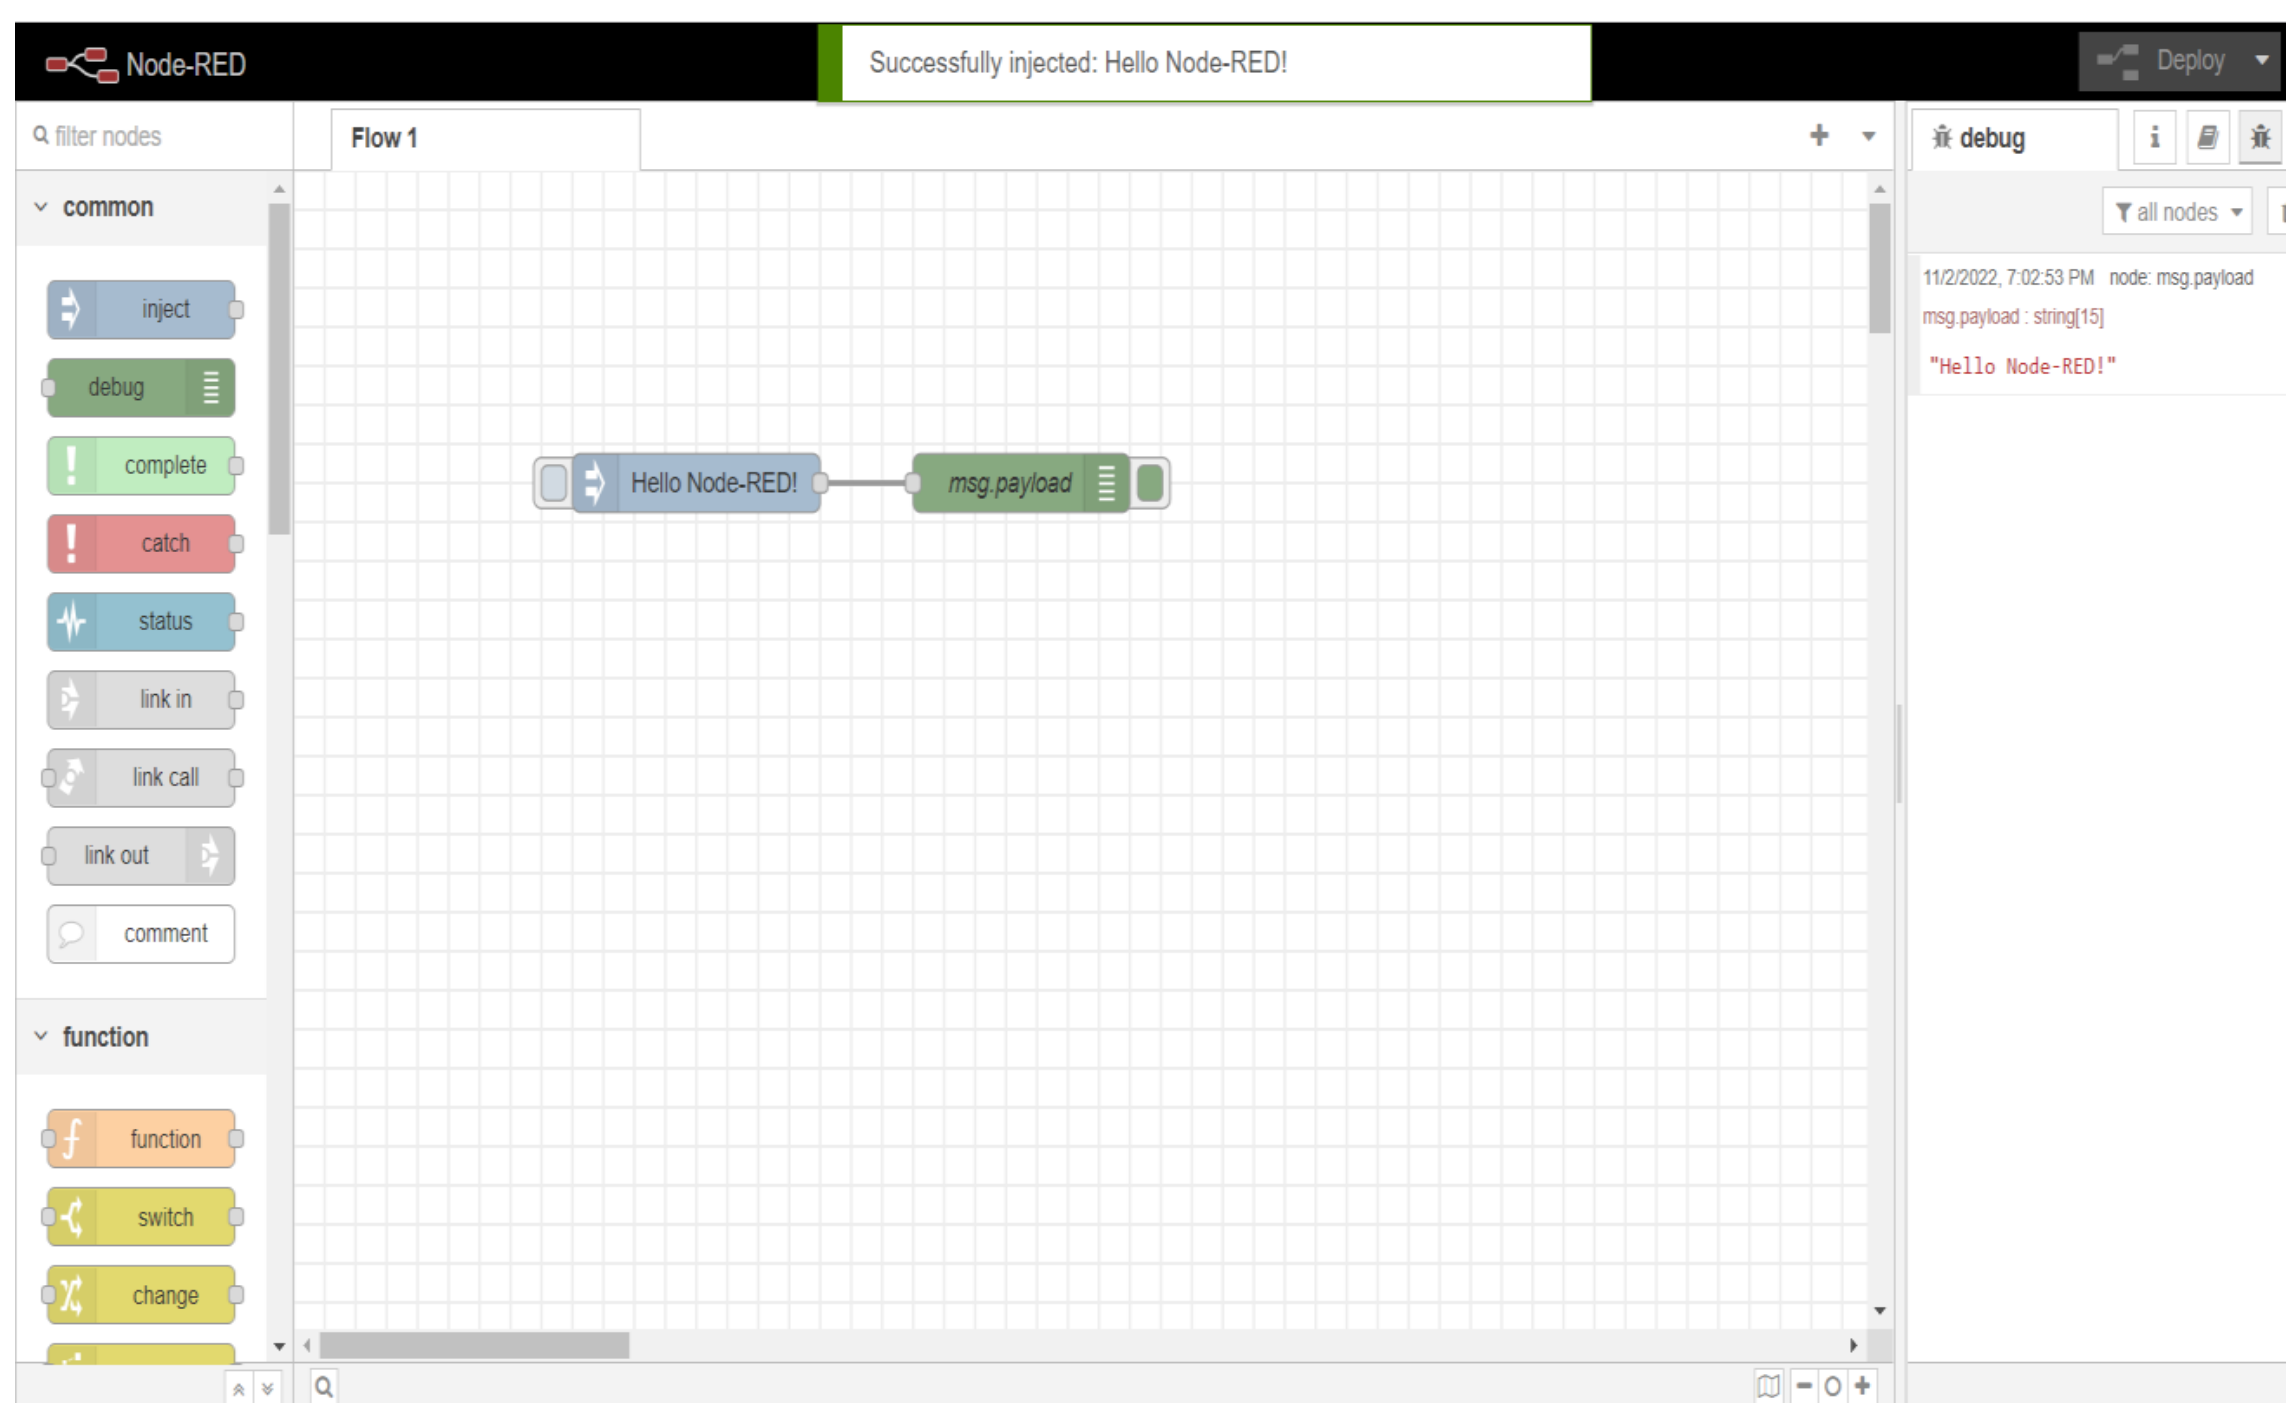 Node-RED
Successfully injected: Hello Node-RED!
Deploy
filter nodes
Flow 1
debug
all nodes
common
inject
debug
complete
catch
status
link in
link call
link out
comment
function
function
switch
change
Hello Node-RED!
msg.payload
11/2/2022, 7:02:53 PM node: msg.payload
msg.payload : string[15]
"Hello Node-RED!"